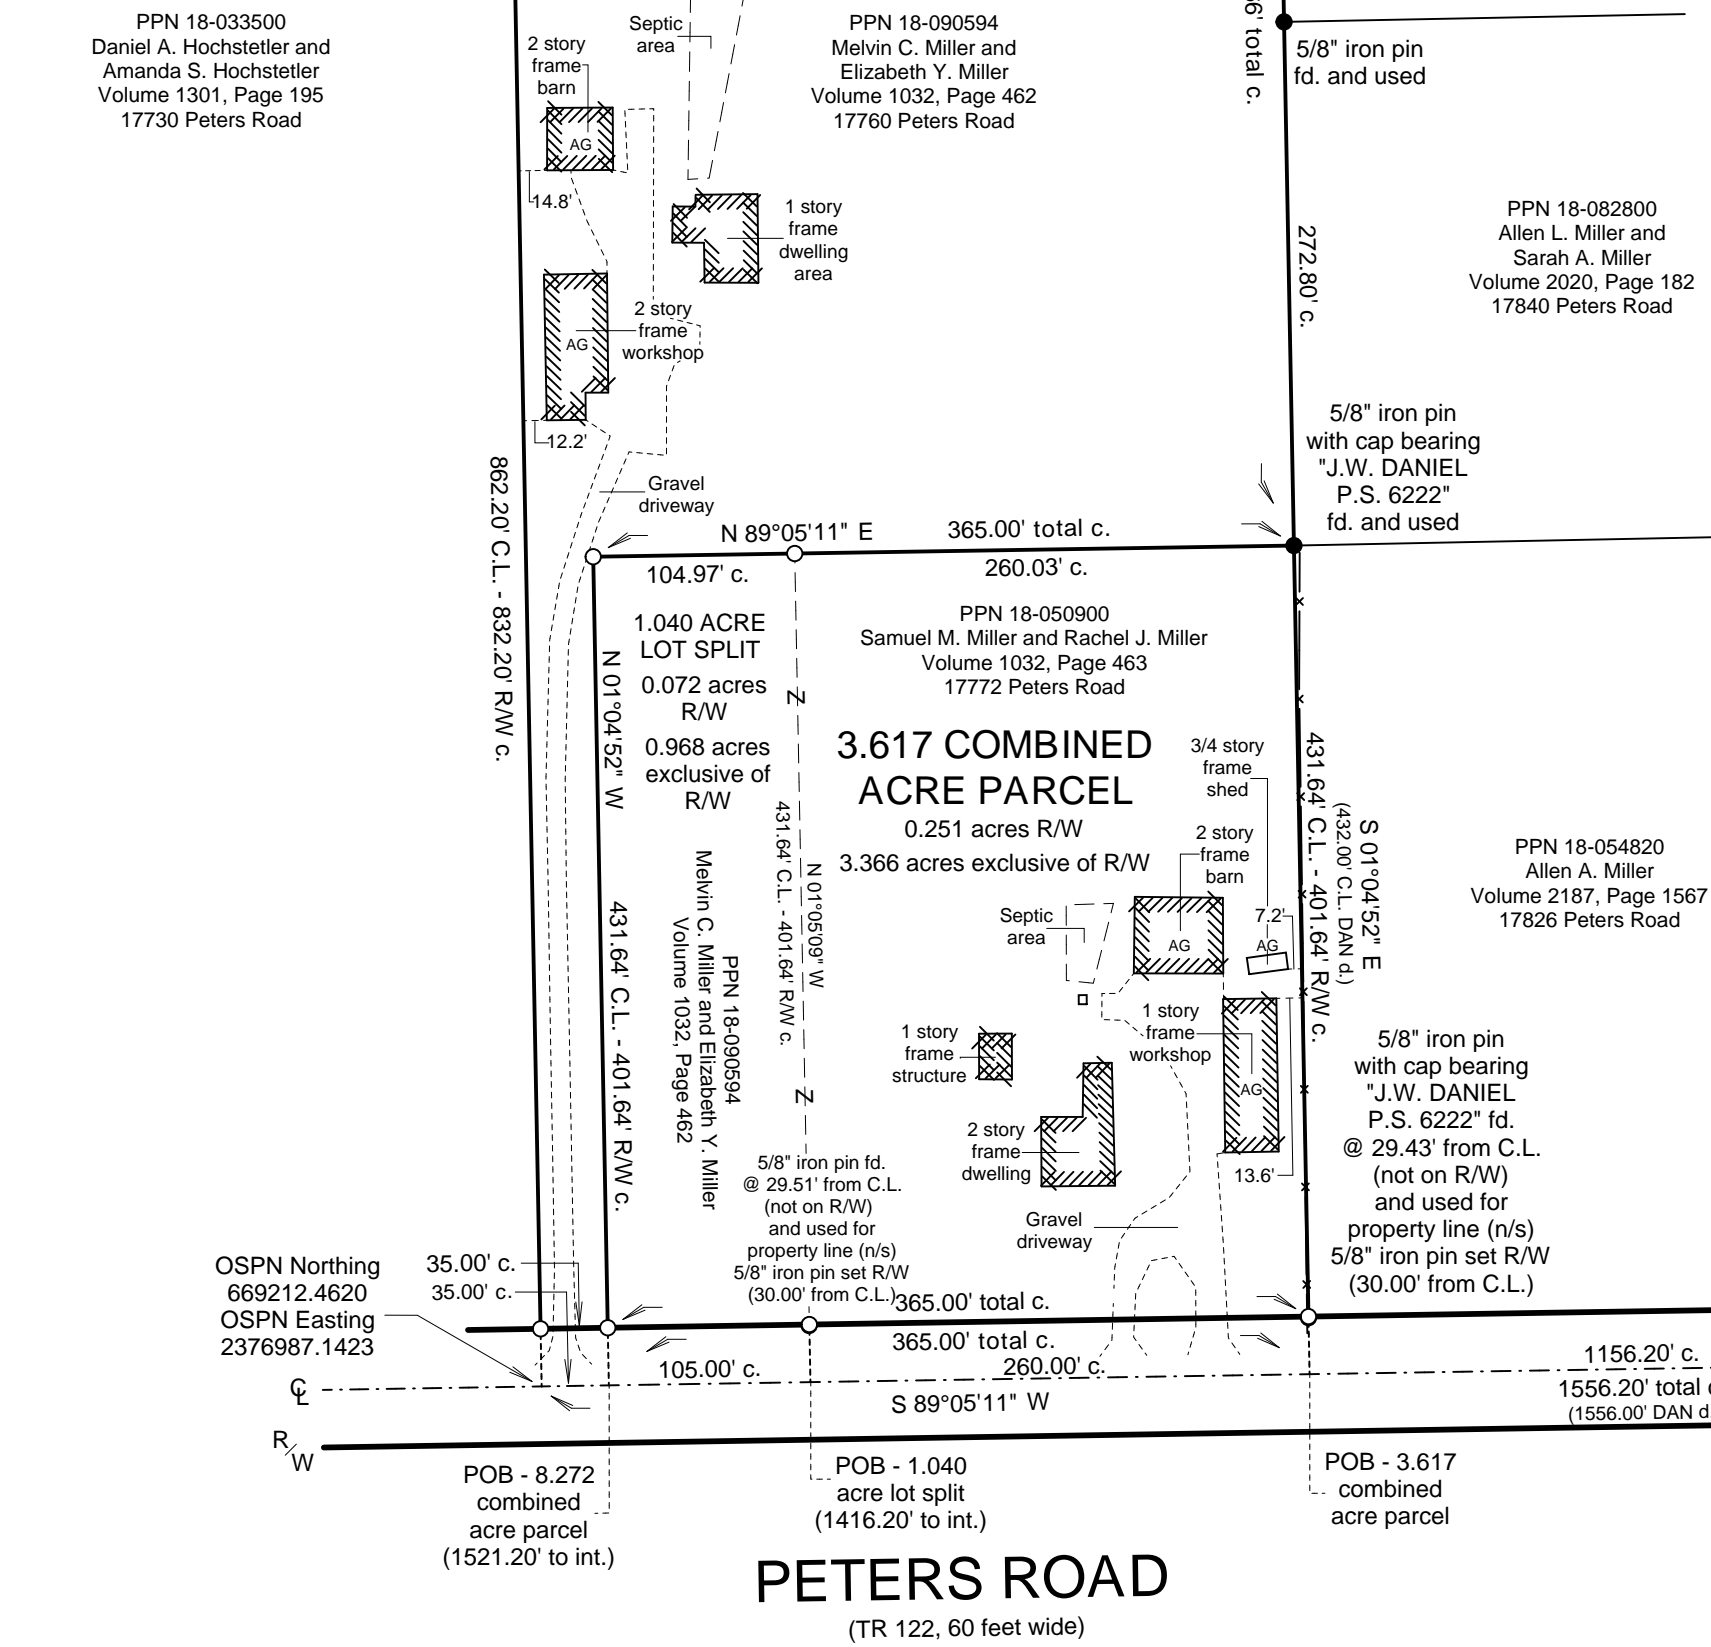 PPN 18-033500
Daniel A. Hochstetler and
Amanda S. Hochstetler
Volume 1301, Page 195
17730 Peters Road
2 story
frame
barn
AG
14.8'
Septic
area
PPN 18-090594
Melvin C. Miller and
Elizabeth Y. Miller
Volume 1032, Page 462
17760 Peters Road
6' total c.
5/8" iron pin
fd. and used
1 story
frame
dwelling
area
PPN 18-082800
Allen L. Miller and
Sarah A. Miller
Volume 2020, Page 182
17840 Peters Road
272.80' c.
2 story
frame
workshop
AG
12.2'
Gravel
driveway
862.20' C.L. - 832.20' R/W c.
5/8" iron pin
with cap bearing
"J.W. DANIEL
P.S. 6222"
fd. and used
N 89°05'11" E
365.00' total c.
104.97' c.
260.03' c.
1.040 ACRE
LOT SPLIT
0.072 acres
R/W
0.968 acres
exclusive of
R/W
N 01°04'52" W
431.64' C.L. - 401.64' R/W c.
PPN 18-090594
Melvin C. Miller and Elizabeth Y. Miller
Volume 1032, Page 462
Z
N 01°05'09" W
431.64' C.L. - 401.64' R/W c.
Z
PPN 18-050900
Samuel M. Miller and Rachel J. Miller
Volume 1032, Page 463
17772 Peters Road
3.617 COMBINED
ACRE PARCEL
0.251 acres R/W
3.366 acres exclusive of R/W
3/4 story
frame
shed
2 story
frame
barn
AG
7.2'
AG
Septic
area
1 story
frame
workshop
AG
13.6'
1 story
frame
structure
2 story
frame
dwelling
Gravel
driveway
S 01°04'52" E
(432.00' C.L. DAN d.)
431.64' C.L. - 401.64' R/W c.
PPN 18-054820
Allen A. Miller
Volume 2187, Page 1567
17826 Peters Road
5/8" iron pin
with cap bearing
"J.W. DANIEL
P.S. 6222" fd.
@ 29.43' from C.L.
(not on R/W)
and used for
property line (n/s)
5/8" iron pin set R/W
(30.00' from C.L.)
5/8" iron pin fd.
@ 29.51' from C.L.
(not on R/W)
and used for
property line (n/s)
5/8" iron pin set R/W
(30.00' from C.L.)
OSPN Northing
669212.4620
OSPN Easting
2376987.1423
35.00' c.
35.00' c.
365.00' total c.
365.00' total c.
105.00' c.
260.00' c.
1156.20' c.
S 89°05'11" W
1556.20' total c
(1556.00' DAN d.
CL
R/W
POB - 8.272
combined
acre parcel
(1521.20' to int.)
POB - 1.040
acre lot split
(1416.20' to int.)
POB - 3.617
combined
acre parcel
PETERS ROAD
(TR 122, 60 feet wide)